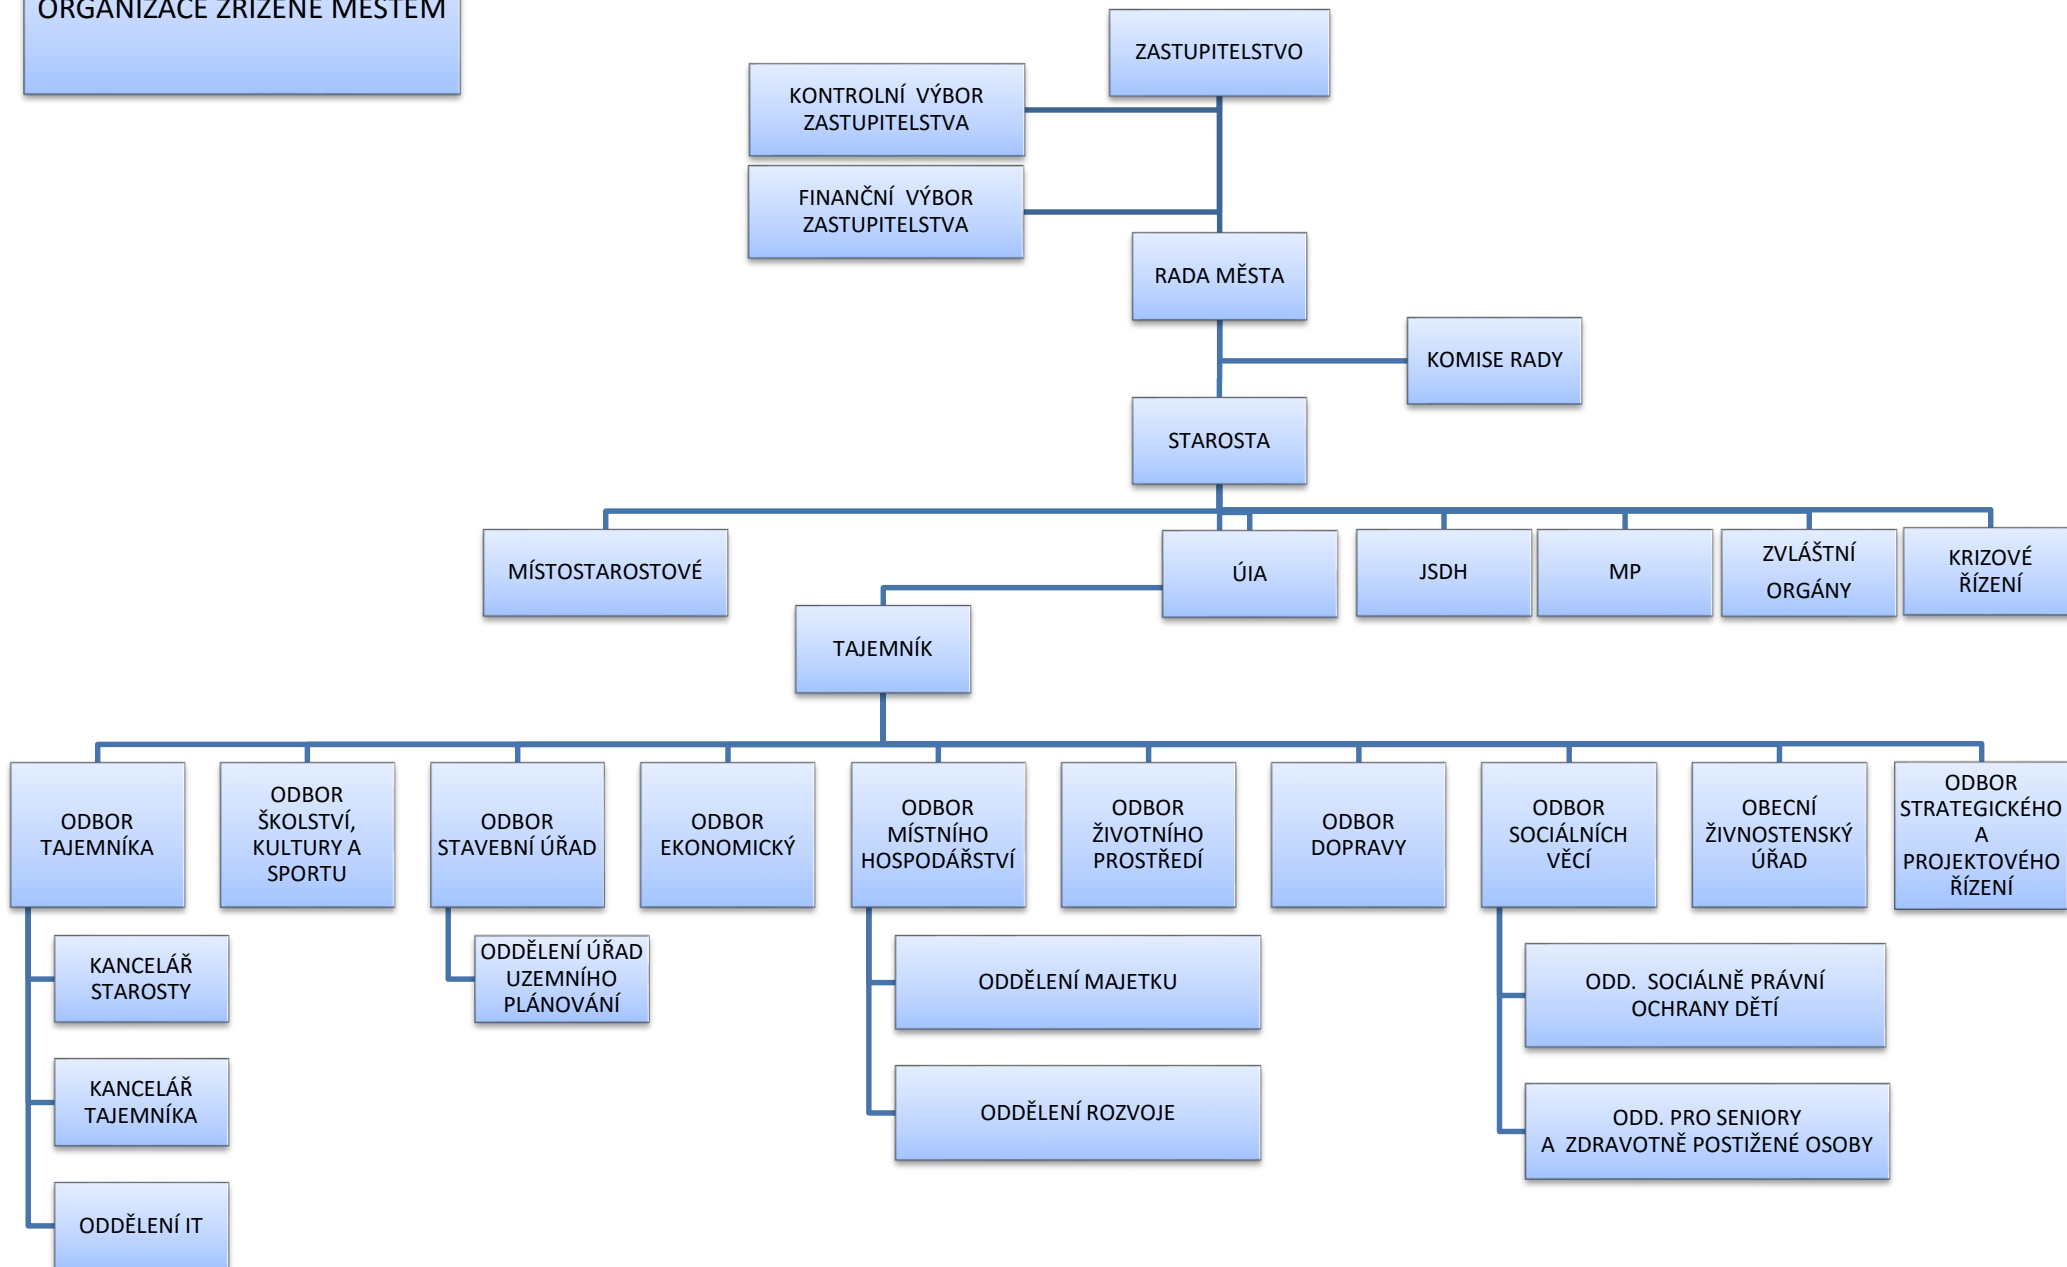 ORGANIZACE ZŘÍZENÉ MĚSTEM
ZASTUPITELSTVO
KONTROLNÍ VÝBOR
ZASTUPITELSTVA
FINANČNÍ VÝBOR
ZASTUPITELSTVA
RADA MĚSTA
KOMISE RADY
STAROSTA
MÍSTOSTAROSTOVÉ
ÚIA
JSDH
MP
ZVLÁŠTNÍ
ORGÁNY
KRIZOVÉ
ŘÍZENÍ
TAJEMNÍK
ODBOR
TAJEMNÍKA
ODBOR
ŠKOLSTVÍ,
KULTURY A
SPORTU
ODBOR
STAVEBNÍ ÚŘAD
ODBOR
EKONOMICKÝ
ODBOR
MÍSTNÍHO
HOSPODÁŘSTVÍ
ODBOR
ŽIVOTNÍHO
PROSTŘEDÍ
ODBOR
DOPRAVY
ODBOR
SOCIÁLNÍCH
VĚCÍ
OBECNÍ
ŽIVNOSTENSKÝ
ÚŘAD
ODBOR
STRATEGICKÉHO
A
PROJEKTOVÉHO
ŘÍZENÍ
KANCELÁŘ
STAROSTY
KANCELÁŘ
TAJEMNÍKA
ODDĚLENÍ IT
ODDĚLENÍ ÚŘAD
UZEMNÍHO
PLÁNOVÁNÍ
ODDĚLENÍ MAJETKU
ODDĚLENÍ ROZVOJE
ODD. SOCIÁLNĚ PRÁVNÍ
OCHRANY DĚTÍ
ODD. PRO SENIORY
A ZDRAVOTNĚ POSTIŽENÉ OSOBY